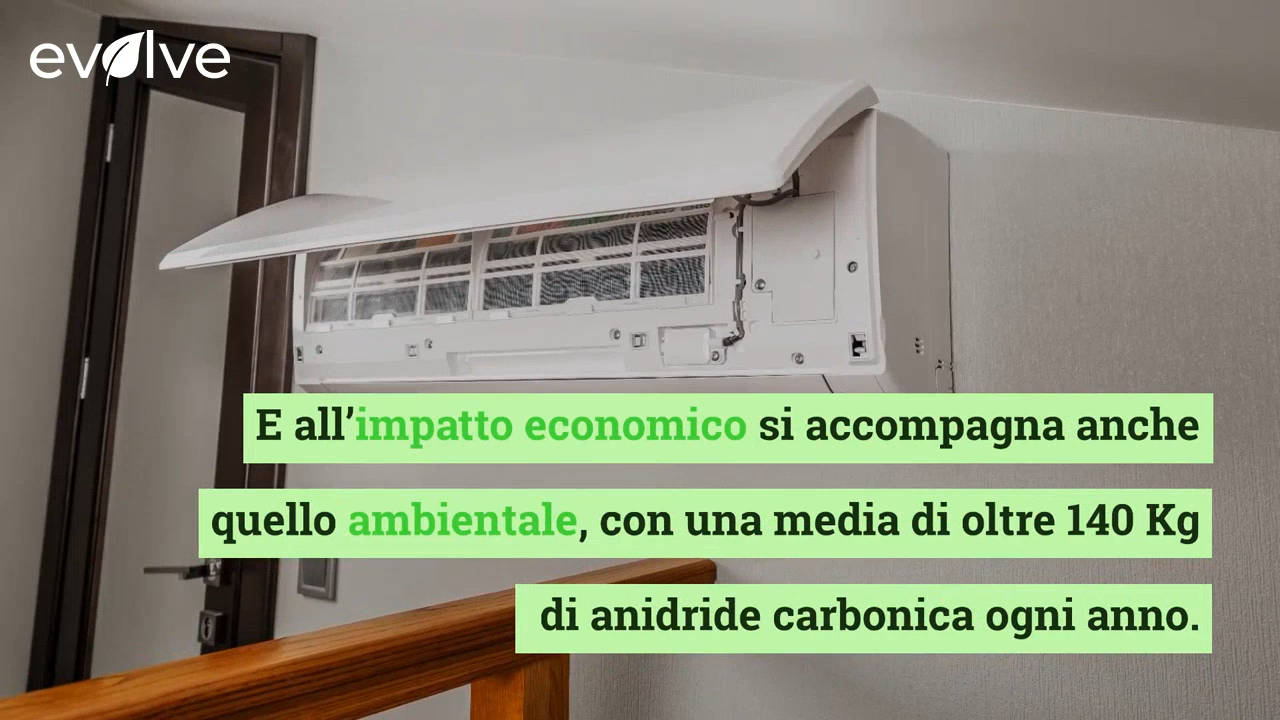 evolve
E all’impatto economico si accompagna anche
quello ambientale, con una media di oltre 140 Kg
di anidride carbonica ogni anno.